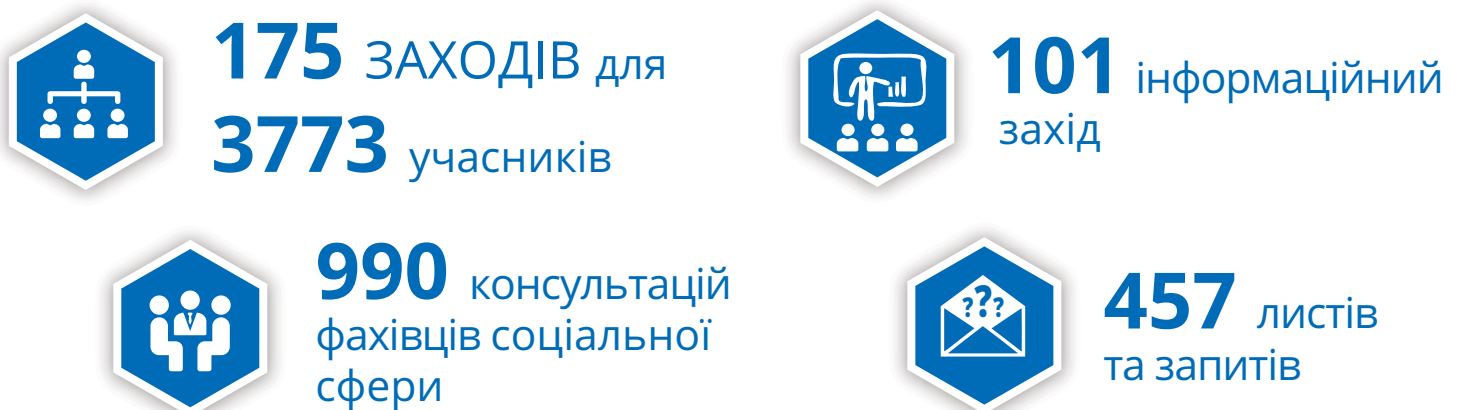 175 ЗАХОДІВ для
3773 учасників
101 інформаційний
захід
990 консультацій
фахівців соціальної
сфери
???
457 листів
та запитів